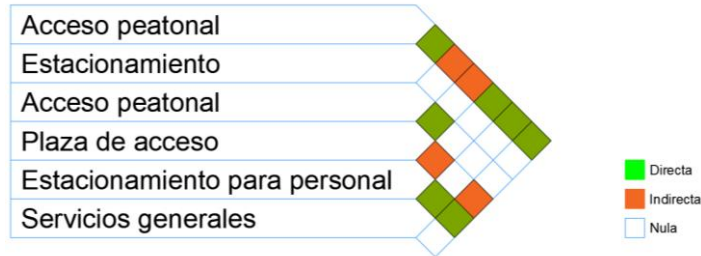 Acceso peatonal
Estacionamiento
Acceso peatonal
Plaza de acceso
Estacionamiento para personal
Servicios generales
Directa
Indirecta
Nula